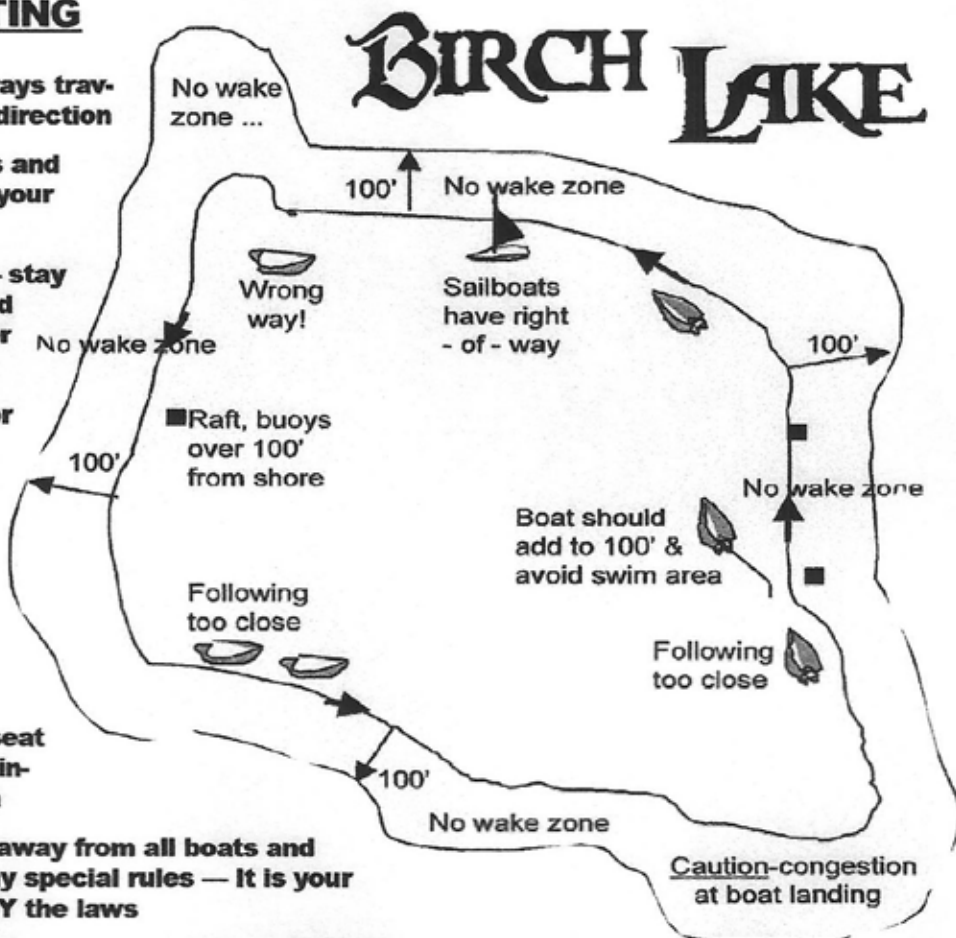 TING
BIRCH
LAKE
ays trav-
direction
s and
your
- stay
d
r
or
seat
in-
away from all boats and
y special rules — It is your
Y the laws
No wake
zone ...
100'
No wake zone
Wrong
way!
Sailboats
have right
- of - way
100'
No wake zone
Raft, buoys
over 100'
from shore
100'
No wake zone
Boat should
add to 100' &
avoid swim area
Following
too close
Following
too close
100'
No wake zone
Caution-congestion
at boat landing